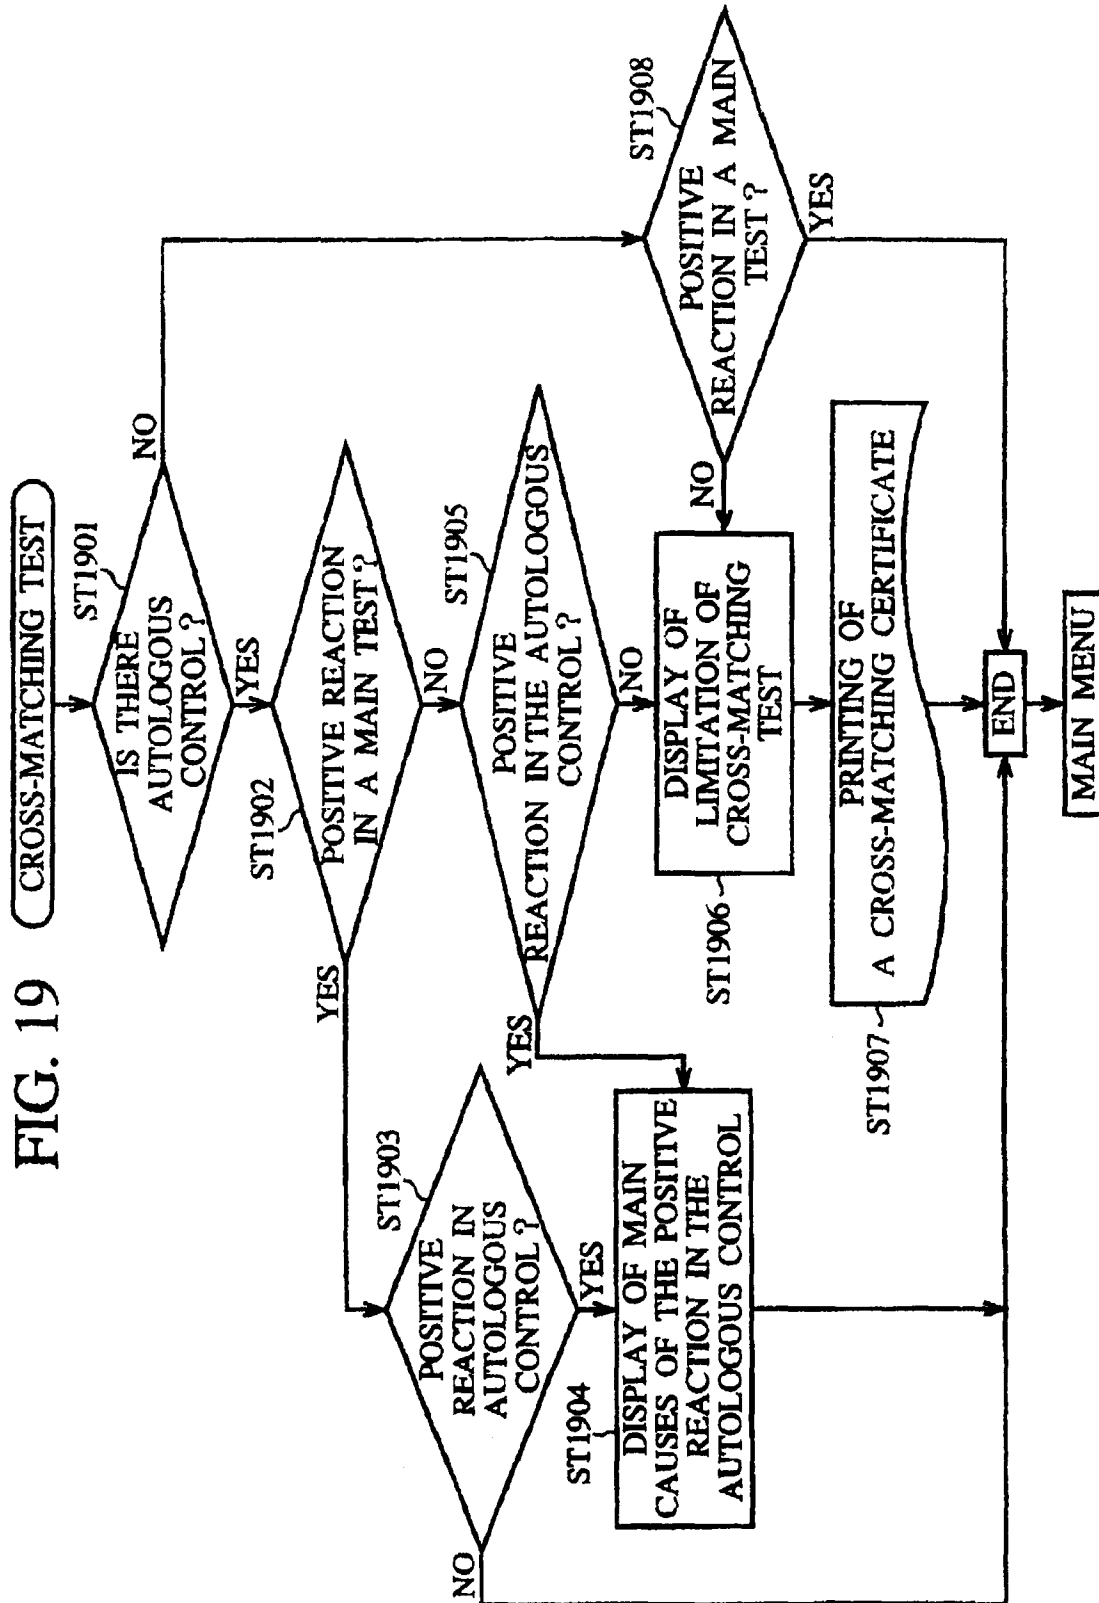 FIG. 19
CROSS-MATCHING TEST
ST1901
IS THERE
AUTOLOGOUS
CONTROL?
NO
YES
ST1902
POSITIVE REACTION
IN A MAIN TEST?
YES
NO
ST1903
POSITIVE
REACTION IN
AUTOLOGOUS
CONTROL?
NO
YES
ST1905
POSITIVE
REACTION IN THE AUTOLOGOUS
CONTROL?
YES
NO
ST1908
POSITIVE
REACTION IN A MAIN
TEST?
NO
YES
ST1904
DISPLAY OF MAIN
CAUSES OF THE POSITIVE
REACTION IN THE
AUTOLOGOUS CONTROL
ST1906
DISPLAY OF
LIMITATION OF
CROSS-MATCHING
TEST
ST1907
PRINTING OF
A CROSS-MATCHING CERTIFICATE
END
MAIN MENU